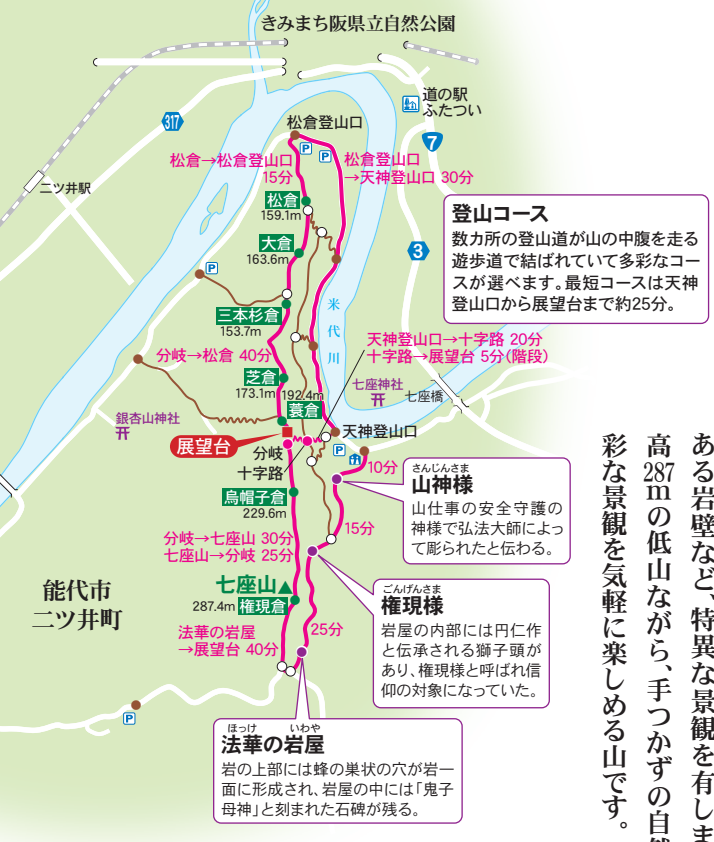 きみまち阪県立自然公園
道の駅
ふたつい
317
7
松倉登山口
P
P
松倉→松倉登山口
15分
松倉登山口
→天神登山口 30分
二ツ井駅
松倉
159.1m
登山コース
数カ所の登山道が山の中腹を走る
遊歩道で結ばれていて多彩なコー
スが選べます。最短コースは天神
登山口から展望台まで約25分。
大倉
163.6m
3
P
米代川
三本杉倉
153.7m
天神登山口→十字路 20分
十字路→展望台 5分(階段)
分岐→松倉 40分
芝倉
173.1m
192.4m
蓑倉
七座神社
七座橋
銀杏山神社
展望台
天神登山口
分岐
十字路
P
10分
烏帽子倉
229.6m
さんじんさま
山神様
山仕事の安全守護の
神様で弘法大師によっ
て彫られたと伝わる。
15分
分岐→七座山 30分
七座山→分岐 25分
七座山
287.4m
権現倉
能代市
二ツ井町
ごんげんさま
権現様
岩屋の内部には円仁作
と伝承される獅子頭が
あり、権現様と呼ばれ信
仰の対象になっていた。
法華の岩屋
→展望台 40分
25分
P
ほっけ いわや
法華の岩屋
岩の上部には蜂の巣状の穴が岩一
面に形成され、岩屋の中には「鬼子
母神」と刻まれた石碑が残る。
ある岩壁など、特異な景観を有しま
高287mの低山ながら、手つかずの自然
彩な景観を気軽に楽しめる山です。